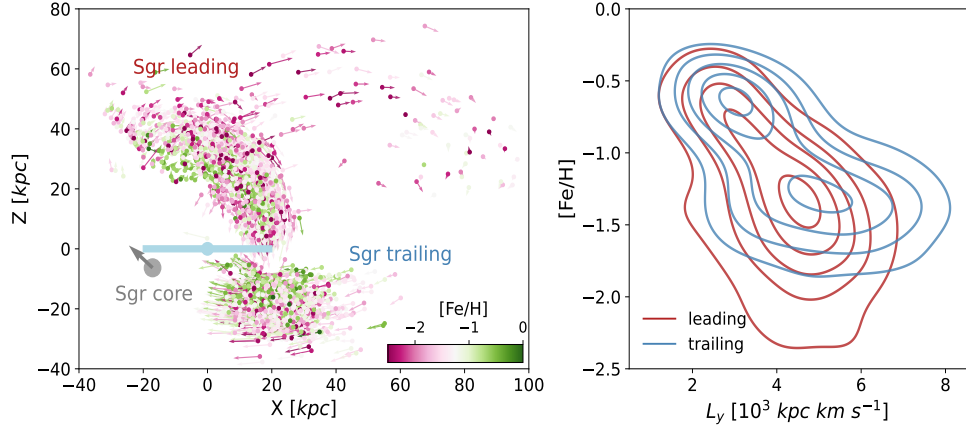 80
60
40
20
0
−20
−40
−40
−20
0
20
40
60
80
100
X [kpc]
Z [kpc]
Sgr leading
Sgr trailing
Sgr core
[Fe/H]
−2
−1
0
0.0
−0.5
−1.0
−1.5
−2.0
−2.5
2
4
6
8
[Fe/H]
L_y [10³ kpc km s⁻¹]
leading
trailing